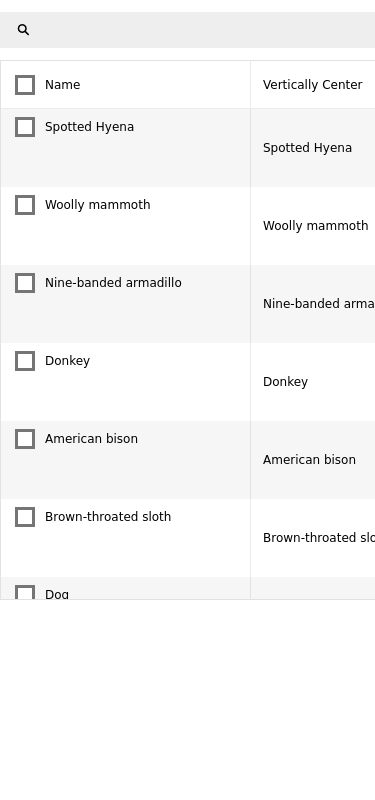 Name Vertically Center
Spotted Hyena
Spotted Hyena
Woolly mammoth
Woolly mammoth
Nine-banded armadillo
Nine-banded arma
Donkey
Donkey
American bison
American bison
Brown-throated sloth
Brown-throated slo
Dog